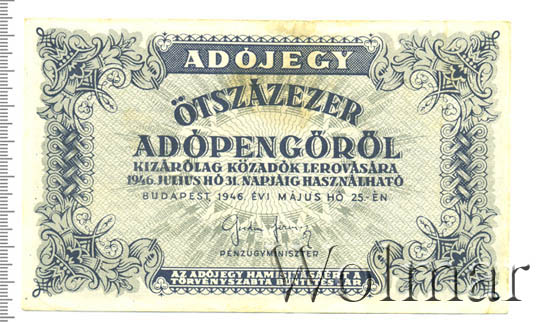 ADÓJEGY
ÖTSZÁZEZER
ADÓPENGŐRŐL
KIZÁRÓLAG KÖZADÓK LEROVÁSÁRA
1946. JULIUS HÓ 31. NAPJÁIG HASZNÁLHATÓ
BUDAPEST, 1946. ÉVI MÁJUS HÓ 25.-ÉN
PÉNZÜGYMINISZTER
AZ ADÓJEGY
TÖRVÉNYSZABTA BÜNTETÉS JÁR
Wolmar